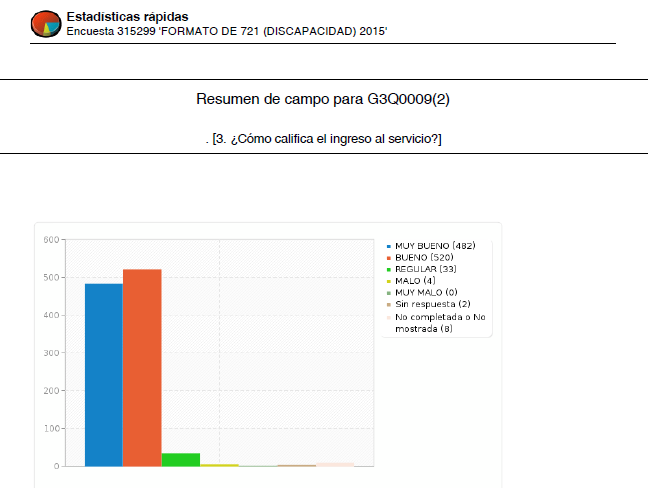 Estadísticas rápidas
Encuesta 315299 'FORMATO DE 721 (DISCAPACIDAD) 2015'
Resumen de campo para G3Q0009(2)
. [3. ¿Cómo califica el ingreso al servicio?]
600
500
400
300
200
100
0
MUY BUENO (482)
BUENO (520)
REGULAR (33)
MALO (4)
MUY MALO (0)
Sin respuesta (2)
No completada o No
mostrada (8)